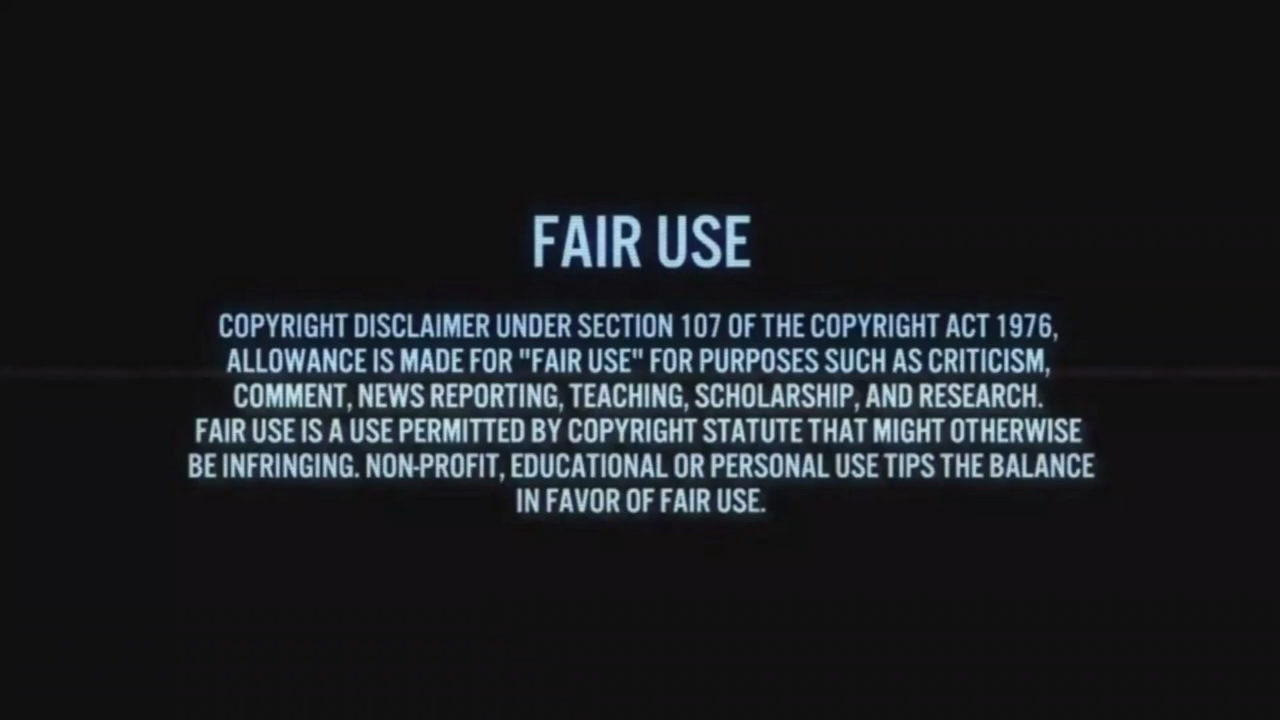 FAIR USE
COPYRIGHT DISCLAIMER UNDER SECTION 107 OF THE COPYRIGHT ACT 1976,
ALLOWANCE IS MADE FOR "FAIR USE" FOR PURPOSES SUCH AS CRITICISM,
COMMENT, NEWS REPORTING, TEACHING, SCHOLARSHIP, AND RESEARCH.
FAIR USE IS A USE PERMITTED BY COPYRIGHT STATUTE THAT MIGHT OTHERWISE
BE INFRINGING. NON-PROFIT, EDUCATIONAL OR PERSONAL USE TIPS THE BALANCE
IN FAVOR OF FAIR USE.